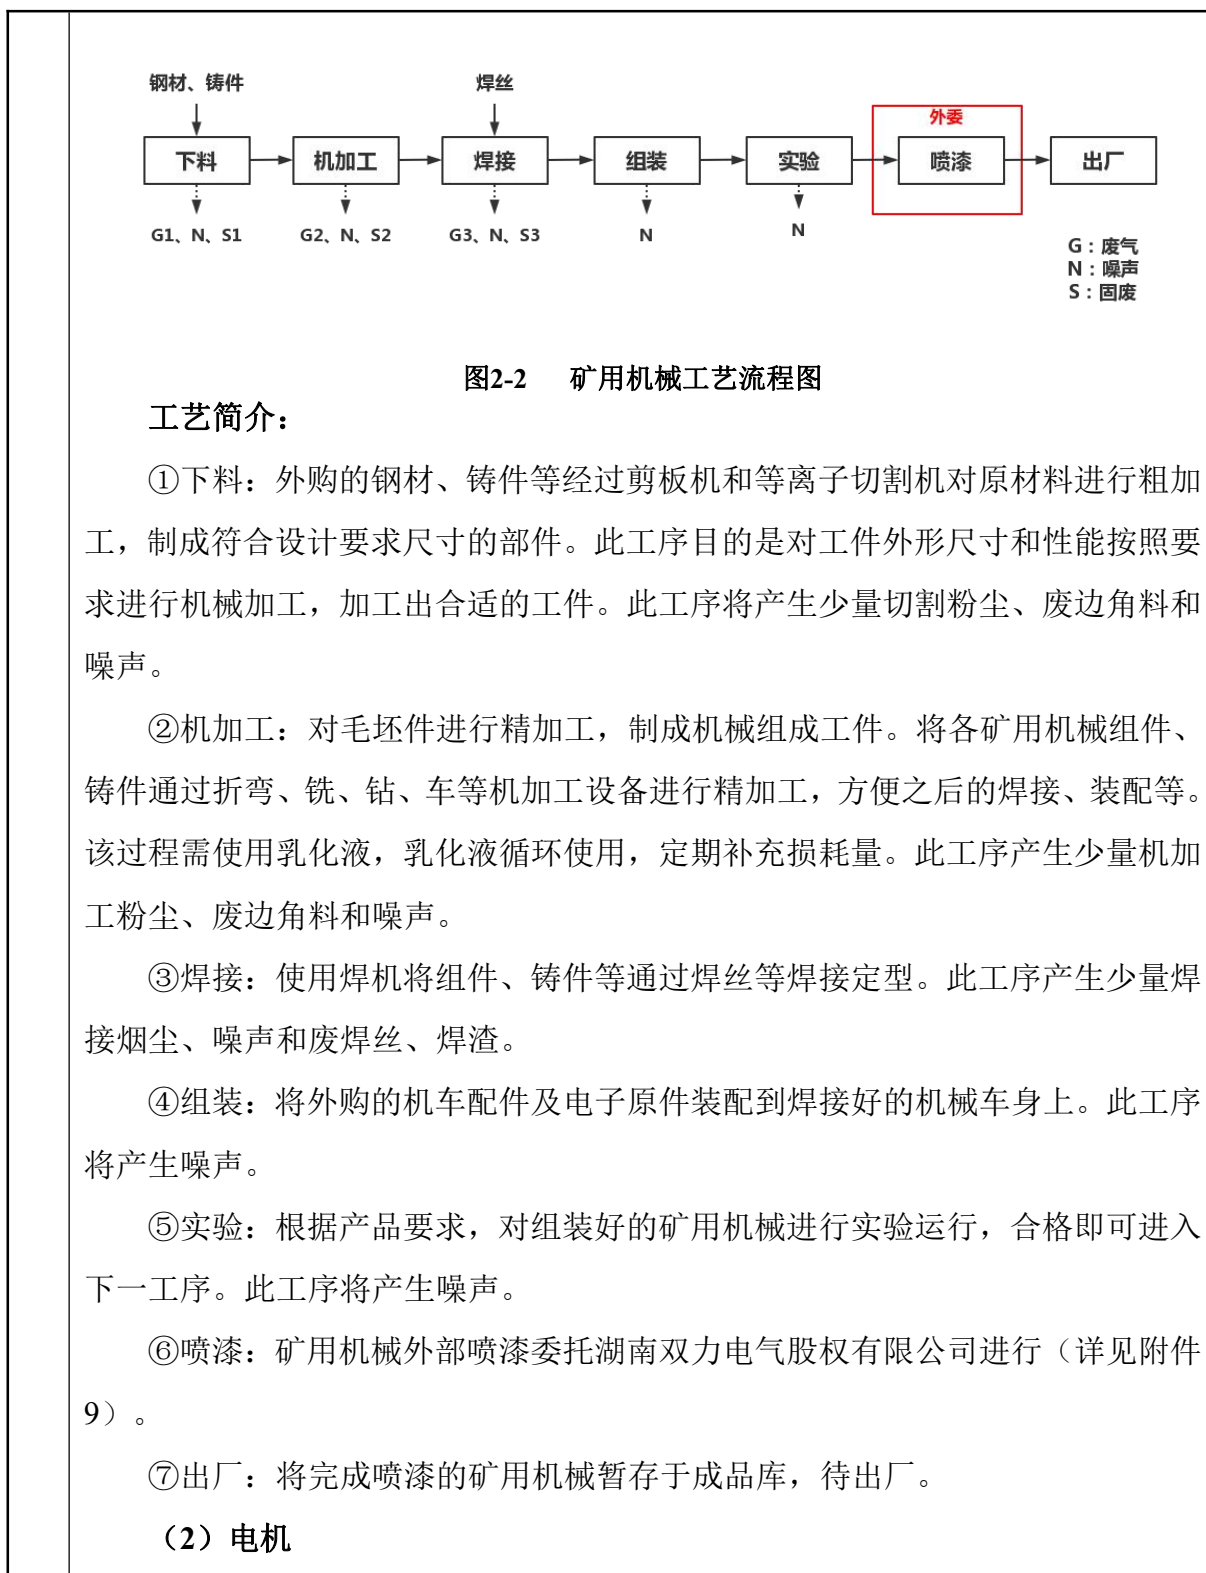 钢材、铸件
焊丝
外委
下料
机加工
焊接
组装
实验
喷漆
出厂
G1、N、S1
G2、N、S2
G3、N、S3
N
N
G：废气
N：噪声
S：固废
图2-2 矿用机械工艺流程图
工艺简介：
①下料：外购的钢材、铸件等经过剪板机和等离子切割机对原材料进行粗加
工，制成符合设计要求尺寸的部件。此工序目的是对工件外形尺寸和性能按照要
求进行机械加工，加工出合适的工件。此工序将产生少量切割粉尘、废边角料和
噪声。
②机加工：对毛坯件进行精加工，制成机械组成工件。将各矿用机械组件、
铸件通过折弯、铣、钻、车等机加工设备进行精加工，方便之后的焊接、装配等。
该过程需使用乳化液，乳化液循环使用，定期补充损耗量。此工序产生少量机加
工粉尘、废边角料和噪声。
③焊接：使用焊机将组件、铸件等通过焊丝等焊接定型。此工序产生少量焊
接烟尘、噪声和废焊丝、焊渣。
④组装：将外购的机车配件及电子原件装配到焊接好的机械车身上。此工序
将产生噪声。
⑤实验：根据产品要求，对组装好的矿用机械进行实验运行，合格即可进入
下一工序。此工序将产生噪声。
⑥喷漆：矿用机械外部喷漆委托湖南双力电气股权有限公司进行（详见附件
9）。
⑦出厂：将完成喷漆的矿用机械暂存于成品库，待出厂。
（2）电机